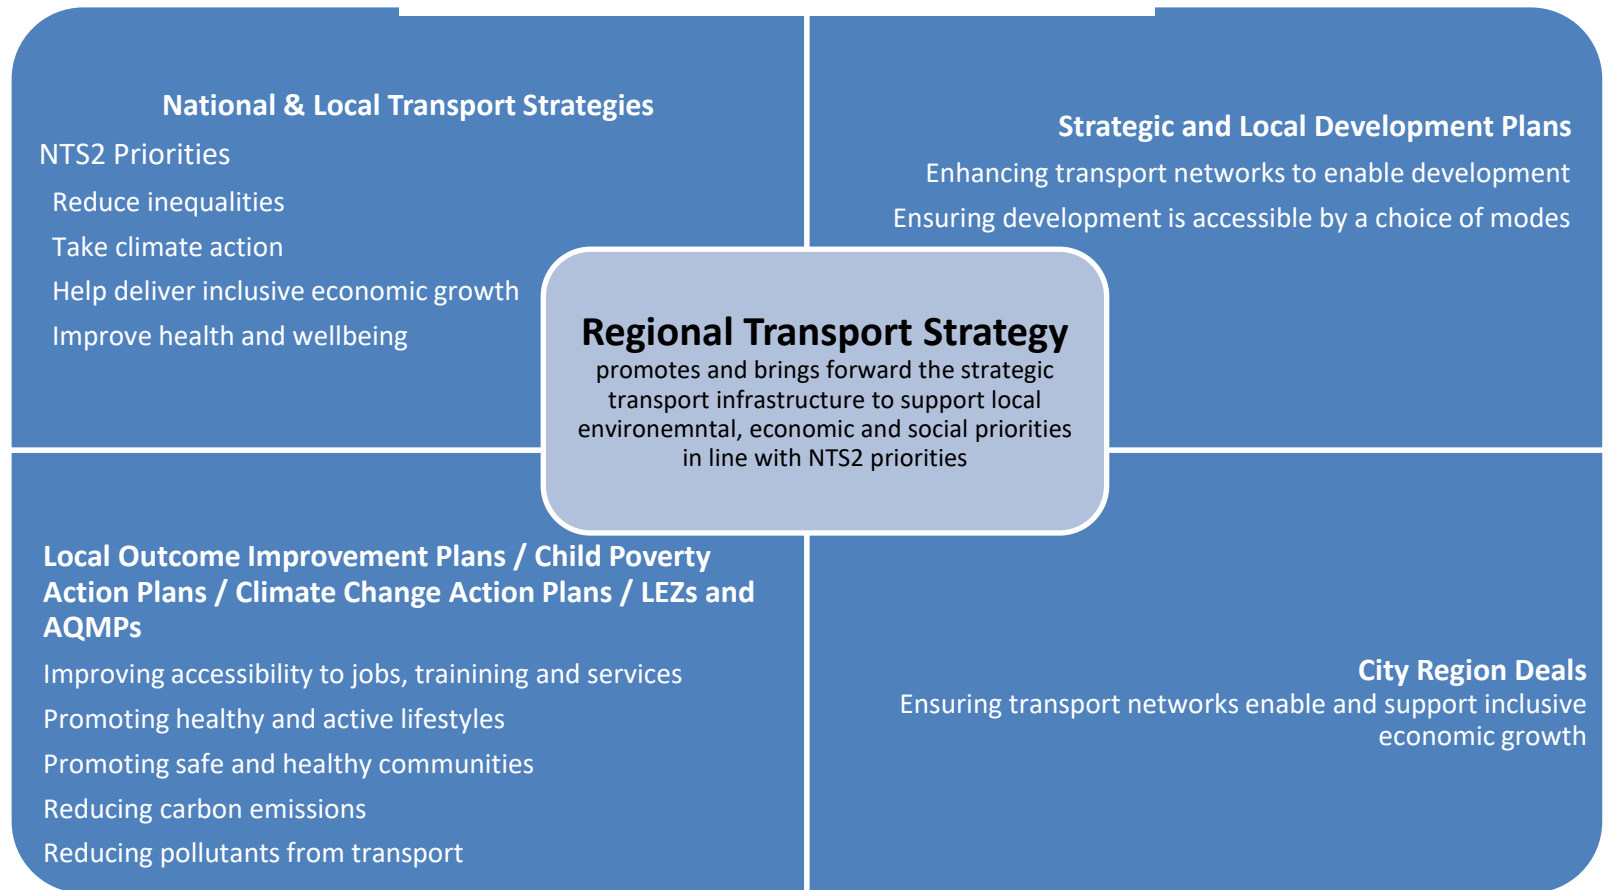 National & Local Transport Strategies
NTS2 Priorities
Reduce inequalities
Take climate action
Help deliver inclusive economic growth
Improve health and wellbeing
Strategic and Local Development Plans
Enhancing transport networks to enable development
Ensuring development is accessible by a choice of modes
Regional Transport Strategy
promotes and brings forward the strategic
transport infrastructure to support local
environemntal, economic and social priorities
in line with NTS2 priorities
Local Outcome Improvement Plans / Child Poverty
Action Plans / Climate Change Action Plans / LEZs and
AQMPs
Improving accessibility to jobs, trainining and services
Promoting healthy and active lifestyles
Promoting safe and healthy communities
Reducing carbon emissions
Reducing pollutants from transport
City Region Deals
Ensuring transport networks enable and support inclusive
economic growth